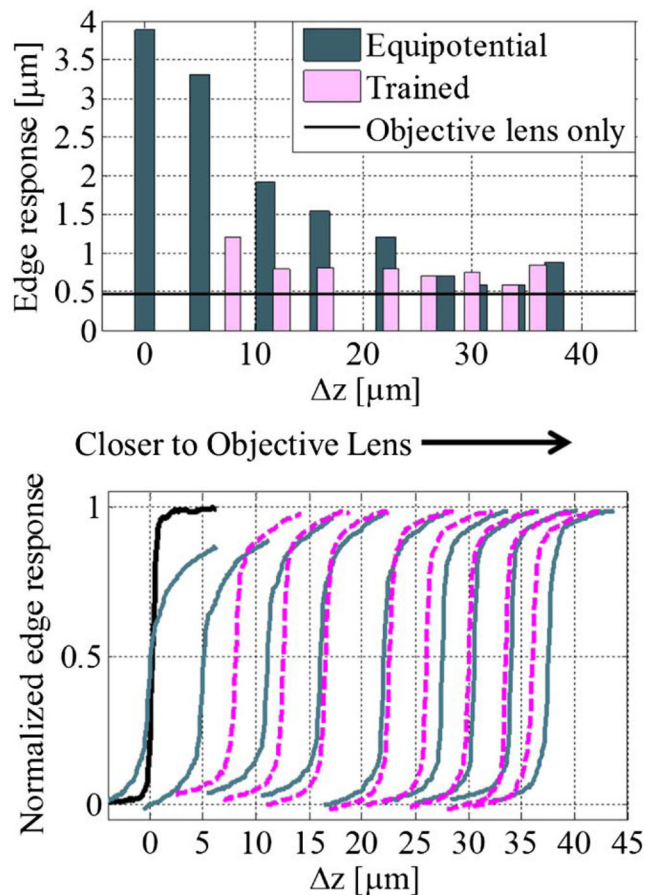 4
3.5
3
2.5
2
1.5
1
0.5
0
Edge response [μm]
Equipotential
Trained
Objective lens only
0 10 20 30 40
Δz [μm]
Closer to Objective Lens
1
0.5
0
Normalized edge response
0 5 10 15 20 25 30 35 40 45
Δz [μm]